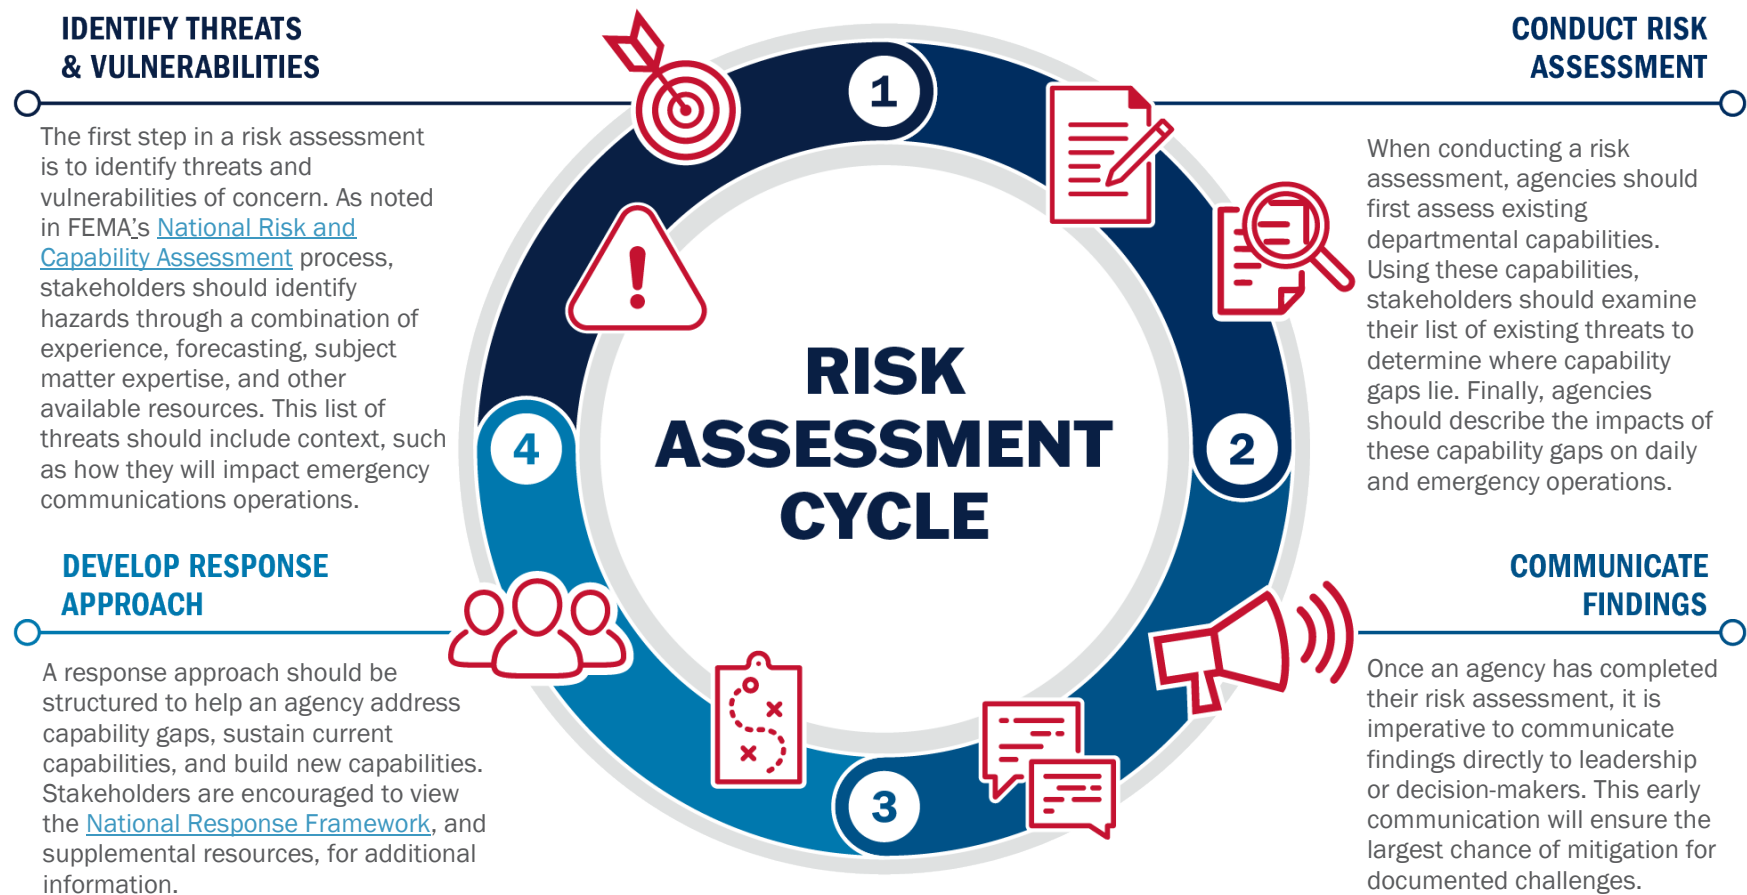 IDENTIFY THREATS
& VULNERABILITIES
The first step in a risk assessment
is to identify threats and
vulnerabilities of concern. As noted
in FEMA's National Risk and
Capability Assessment process,
stakeholders should identify
hazards through a combination of
experience, forecasting, subject
matter expertise, and other
available resources. This list of
threats should include context, such
as how they will impact emergency
communications operations.
1
CONDUCT RISK
ASSESSMENT
When conducting a risk
assessment, agencies should
first assess existing
departmental capabilities.
Using these capabilities,
stakeholders should examine
their list of existing threats to
determine where capability
gaps lie. Finally, agencies
should describe the impacts of
these capability gaps on daily
and emergency operations.
2
RISK
ASSESSMENT
CYCLE
COMMUNICATE
FINDINGS
Once an agency has completed
their risk assessment, it is
imperative to communicate
findings directly to leadership
or decision-makers. This early
communication will ensure the
largest chance of mitigation for
documented challenges.
3
DEVELOP RESPONSE
APPROACH
A response approach should be
structured to help an agency address
capability gaps, sustain current
capabilities, and build new capabilities.
Stakeholders are encouraged to view
the National Response Framework, and
supplemental resources, for additional
information.
4